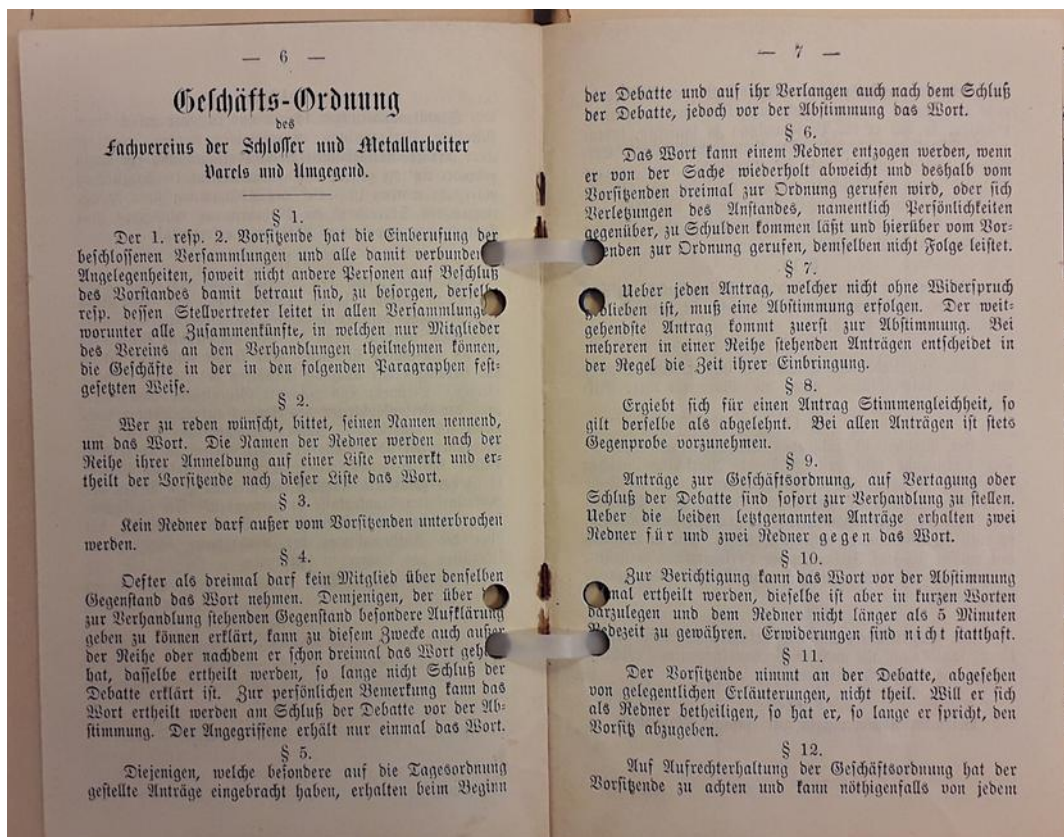 — 6 —
Geschäfts-Ordnung
des
Fachvereins der Schlosser und Metallarbeiter
Varels und Umgegend.
§ 1.
Der 1. resp. 2. Vorsitzende hat die Einberufung der
beschlossenen Versammlungen und alle damit verbunden
Angelegenheiten, soweit nicht andere Personen auf Beschluß
des Vorstandes damit betraut sind, zu besorgen, derselbe
resp. dessen Stellvertreter leitet in allen Versammlungen,
worunter alle Zusammenkünfte, in welchen nur Mitglieder
des Vereins an den Verhandlungen theilnehmen können,
die Geschäfte in der in den folgenden Paragraphen fest-
gesetzten Weise.
§ 2.
Wer zu reden wünscht, bittet, seinen Namen nennend,
um das Wort. Die Namen der Redner werden nach der
Reihe ihrer Anmeldung auf einer Liste vermerkt und er-
theilt der Vorsitzende nach dieser Liste das Wort.
§ 3.
Kein Redner darf außer vom Vorsitzenden unterbrochen
werden.
§ 4.
Oefter als dreimal darf kein Mitglied über denselben
Gegenstand das Wort nehmen. Demjenigen, der über
zur Verhandlung stehenden Gegenstand besondere Aufklärung
geben zu können erklärt, kann zu diesem Zwecke auch außer
der Reihe oder nachdem er schon dreimal das Wort geh
hat, dasselbe ertheilt werden, so lange nicht Schluß der
Debatte erklärt ist. Zur persönlichen Bemerkung kann das
Wort ertheilt werden am Schluß der Debatte vor der Ab-
stimmung. Der Angegriffene erhält nur einmal das Wort.
§ 5.
Diejenigen, welche besondere auf die Tagesordnung
gestellte Anträge eingebracht haben, erhalten beim Beginn
— 7 —
der Debatte und auf ihr Verlangen auch nach dem Schluß
der Debatte, jedoch vor der Abstimmung das Wort.
§ 6.
Das Wort kann einem Redner entzogen werden, wenn
er von der Sache wiederholt abweicht und deshalb vom
Vorsitzenden dreimal zur Ordnung gerufen wird, oder sich
Verletzungen des Anstandes, namentlich Persönlichkeiten
gegenüber, zu Schulden kommen läßt und hierüber vom Vor-
enden zur Ordnung gerufen, demselben nicht Folge leistet.
§ 7.
Ueber jeden Antrag, welcher nicht ohne Widerspruch
geblieben ist, muß eine Abstimmung erfolgen. Der weit-
gehendste Antrag kommt zuerst zur Abstimmung. Bei
mehreren in einer Reihe stehenden Anträgen entscheidet in
der Regel die Zeit ihrer Einbringung.
§ 8.
Ergiebt sich für einen Antrag Stimmengleichheit, so
gilt derselbe als abgelehnt. Bei allen Anträgen ist stets
Gegenprobe vorzunehmen.
§ 9.
Anträge zur Geschäftsordnung, auf Vertagung oder
Schluß der Debatte sind sofort zur Verhandlung zu stellen.
Ueber die beiden letztgenannten Anträge erhalten zwei
Redner für und zwei Redner gegen das Wort.
§ 10.
Zur Berichtigung kann das Wort vor der Abstimmung
mal ertheilt werden, dieselbe ist aber in kurzen Worten
darzulegen und dem Redner nicht länger als 5 Minuten
Redezeit zu gewähren. Erwiderungen sind nicht statthaft.
§ 11.
Der Vorsitzende nimmt an der Debatte, abgesehen
von gelegentlichen Erläuterungen, nicht theil. Will er sich
als Redner betheiligen, so hat er, so lange er spricht, den
Vorsitz abzugeben.
§ 12.
Auf Aufrechterhaltung der Geschäftsordnung hat der
Vorsitzende zu achten und kann nöthigenfalls von jedem